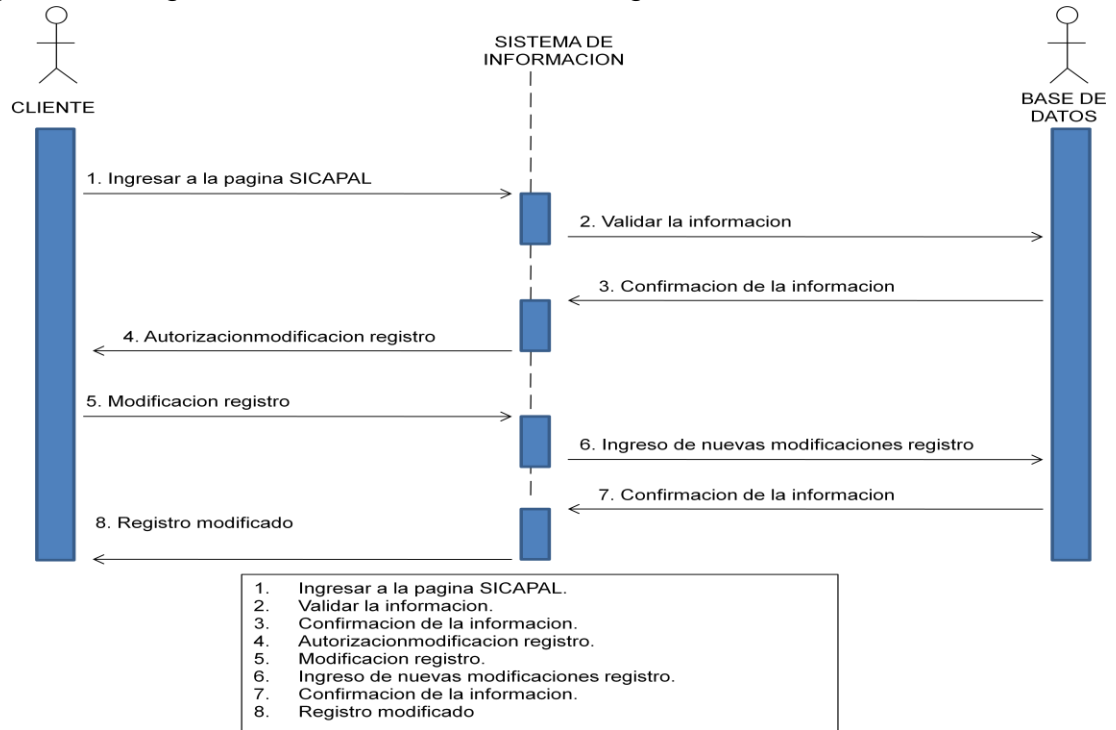 SISTEMA DE
INFORMACION
CLIENTE
BASE DE
DATOS
1. Ingresar a la pagina SICAPAL
2. Validar la informacion
3. Confirmacion de la informacion
4. Autorizacionmodificacion registro
5. Modificacion registro
6. Ingreso de nuevas modificaciones registro
7. Confirmacion de la informacion
8. Registro modificado
1. Ingresar a la pagina SICAPAL.
2. Validar la informacion.
3. Confirmacion de la informacion.
4. Autorizacionmodificacion registro.
5. Modificacion registro.
6. Ingreso de nuevas modificaciones registro.
7. Confirmacion de la informacion.
8. Registro modificado